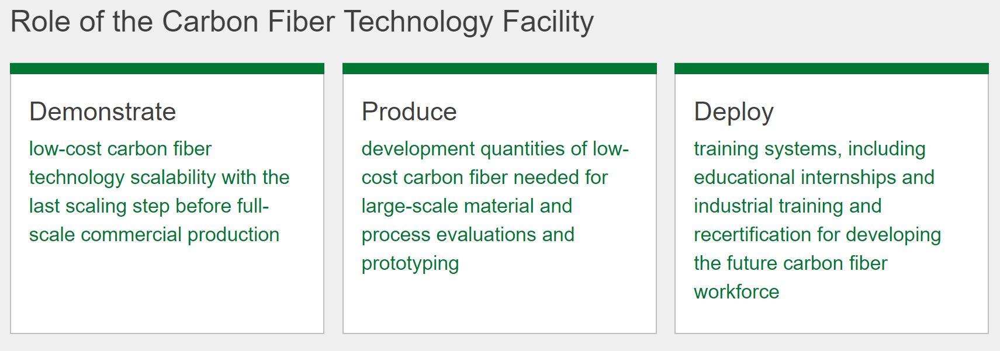 Role of the Carbon Fiber Technology Facility
Demonstrate
low-cost carbon fiber
technology scalability with the
last scaling step before full-
scale commercial production
Produce
development quantities of low-
cost carbon fiber needed for
large-scale material and
process evaluations and
prototyping
Deploy
training systems, including
educational internships and
industrial training and
recertification for developing
the future carbon fiber
workforce